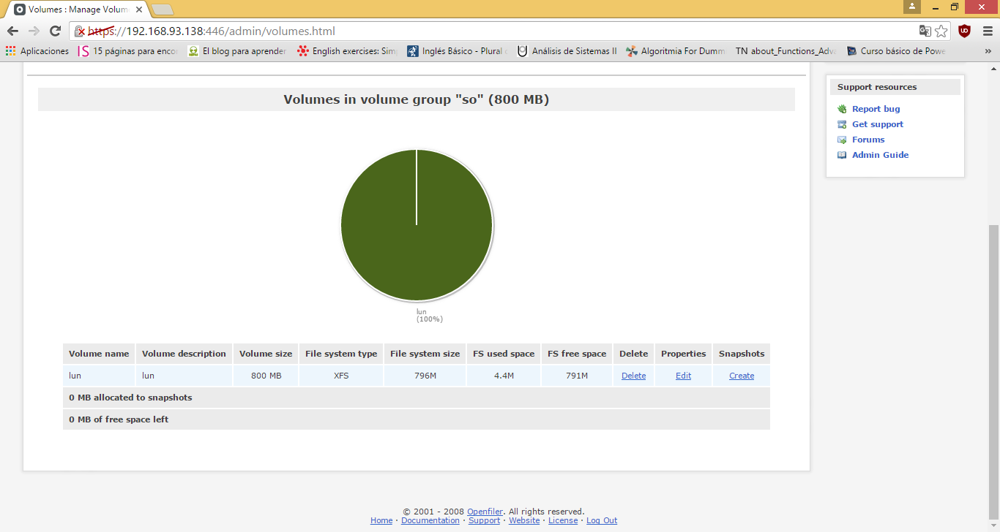 Volumes : Manage Volum
https://192.168.93.138:446/admin/volumes.html
Aplicaciones 15 páginas para enco El blog para aprender English exercises: Sim Inglés Básico - Plural Análisis de Sistemas II Algoritmia For Dumm TN about_Functions_Adv Curso básico de Powe »
Volumes in volume group "so" (800 MB)
lun
(100%)
Volume name Volume description Volume size File system type File system size FS used space FS free space Delete Properties Snapshots
lun lun 800 MB XFS 796M 4.4M 791M Delete Edit Create
0 MB allocated to snapshots
0 MB of free space left
Support resources
Report bug
Get support
Forums
Admin Guide
© 2001 - 2008 Openfiler. All rights reserved.
Home · Documentation · Support · Website · License · Log Out